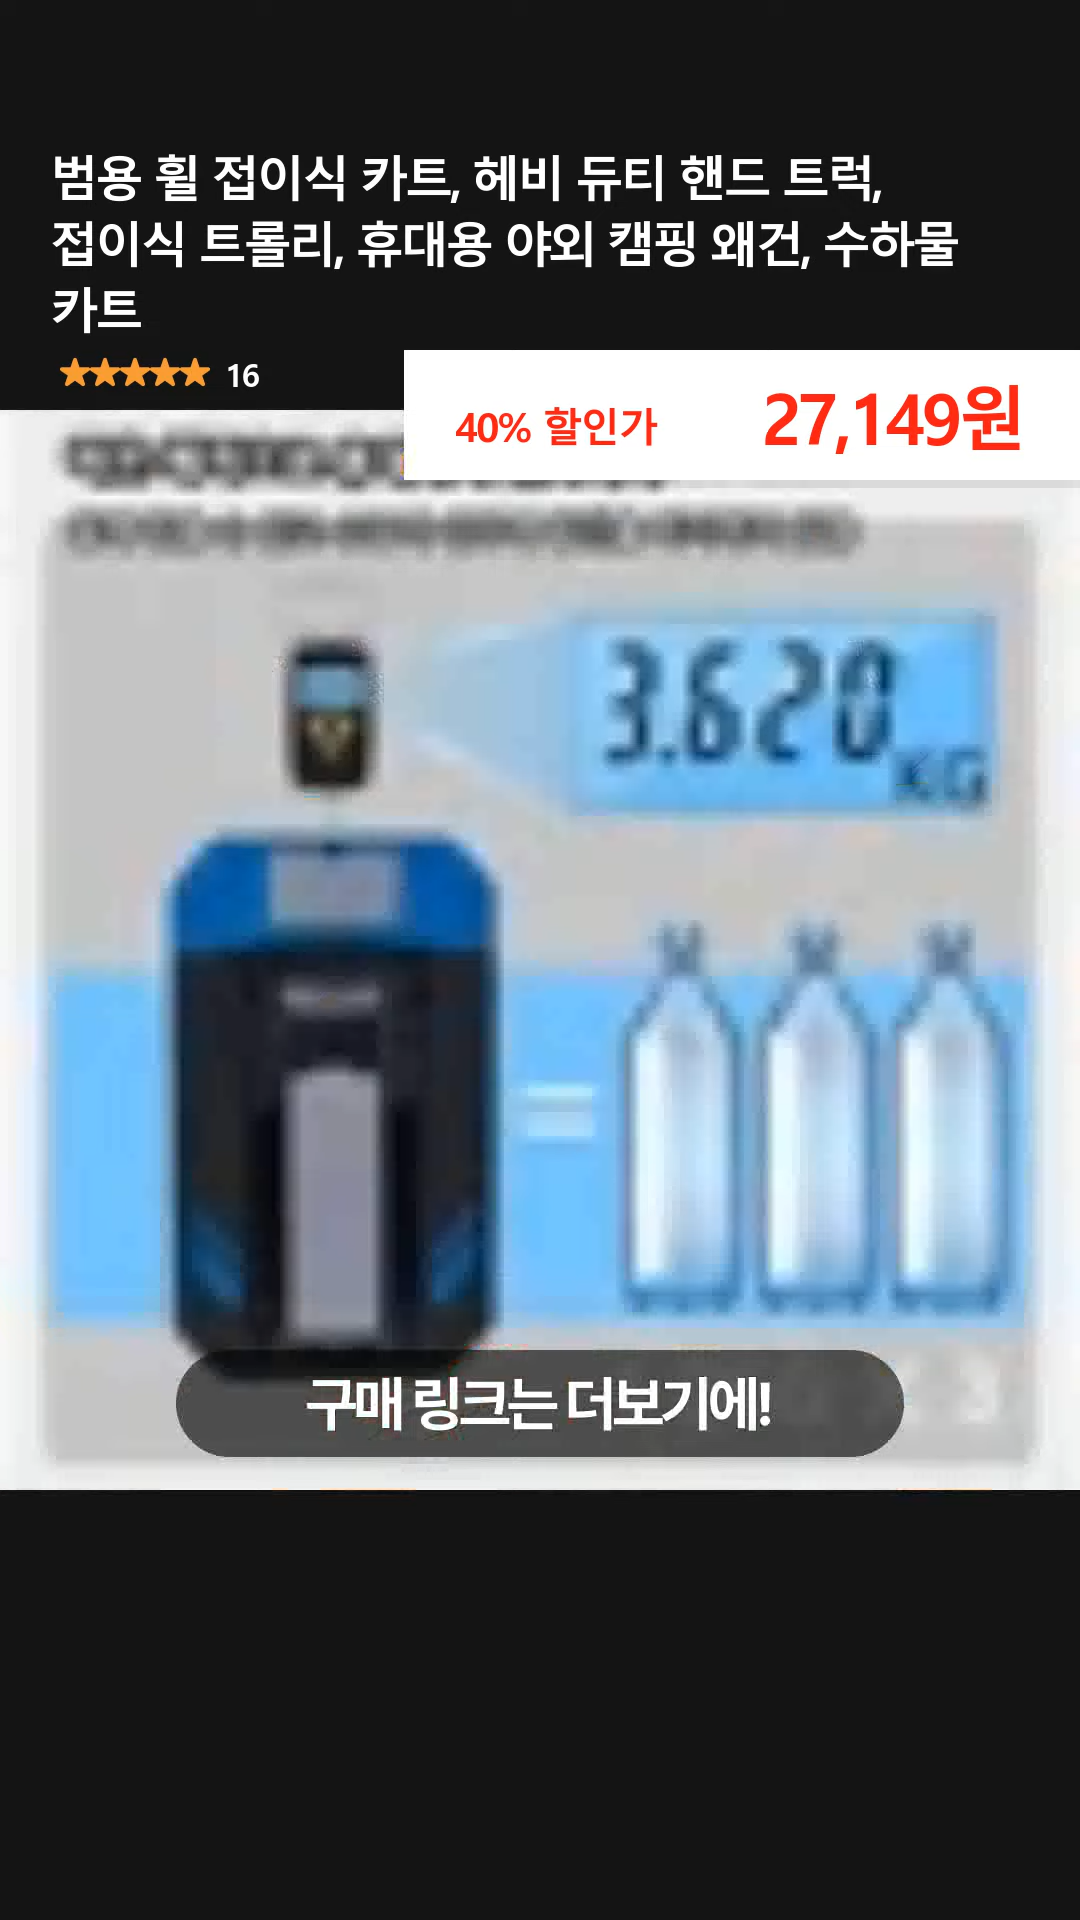 범용 휠 접이식 카트, 헤비 듀티 핸드 트럭,
접이식 트롤리, 휴대용 야외 캠핑 왜건, 수하물
카트
16
40% 할인가 27,149원
3.620
KG
=
구매 링크는 더보기에!